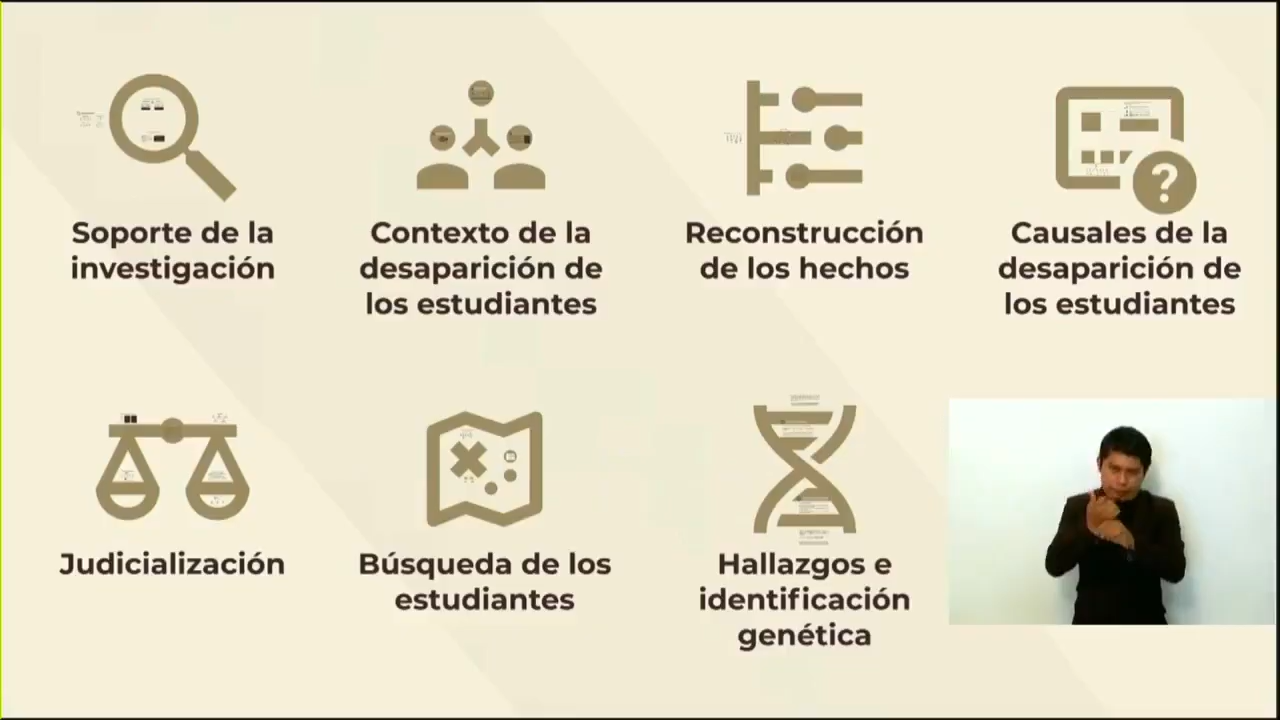 Soporte de la
investigación
Contexto de la
desaparición de
los estudiantes
Reconstrucción
de los hechos
Causales de la
desaparición de
los estudiantes
?
Judicialización
Búsqueda de los
estudiantes
Hallazgos e
identificación
genética